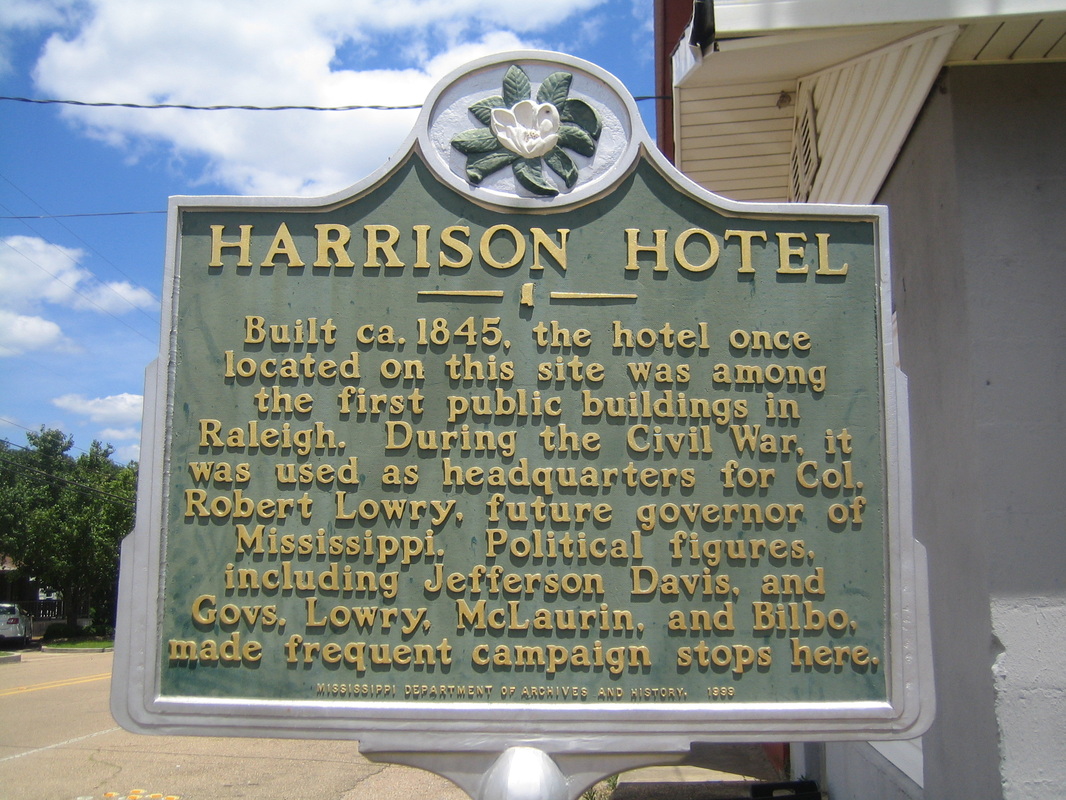 HARRISON HOTEL
Built ca. 1845, the hotel once
located on this site was among
the first public buildings in
Raleigh. During the Civil War, it
was used as headquarters for Col.
Robert Lowry, future governor of
Mississippi. Political figures,
including Jefferson Davis, and
Govs. Lowry, McLaurin, and Bilbo,
made frequent campaign stops here.
MISSISSIPPI DEPARTMENT OF ARCHIVES AND HISTORY. 1999